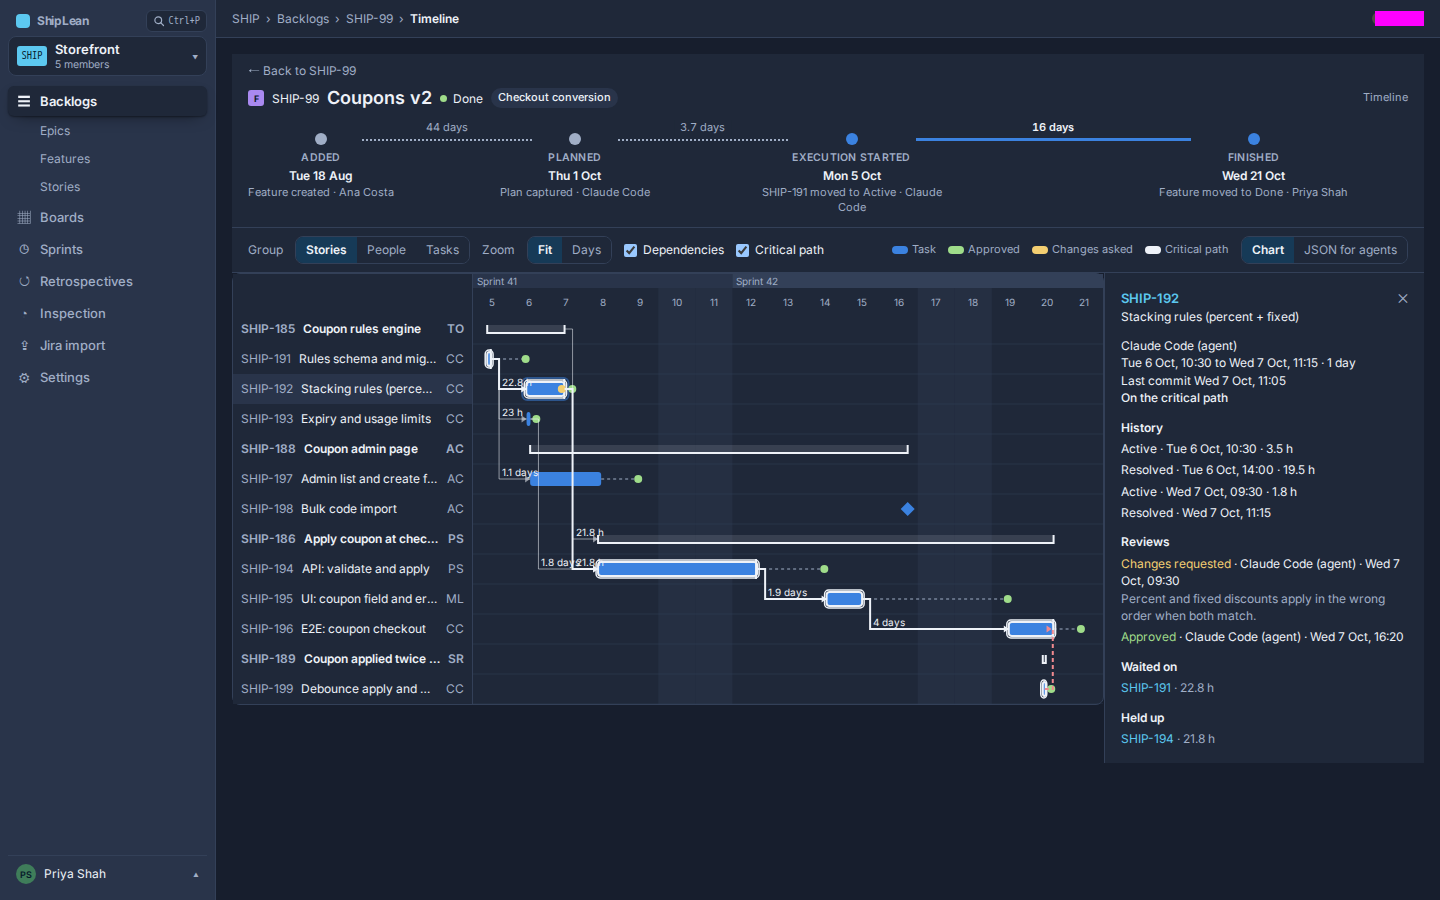 ShipLean
Ctrl+P
SHIP
Storefront
5 members
Backlogs
Epics
Features
Stories
Boards
Sprints
Retrospectives
Inspection
Jira import
Settings
PS Priya Shah
SHIP › Backlogs › SHIP-99 › Timeline
← Back to SHIP-99
F SHIP-99 Coupons v2 Done Checkout conversion
Timeline
44 days
3.7 days
16 days
ADDED
Tue 18 Aug
Feature created · Ana Costa
PLANNED
Thu 1 Oct
Plan captured · Claude Code
EXECUTION STARTED
Mon 5 Oct
SHIP-191 moved to Active · Claude
Code
FINISHED
Wed 21 Oct
Feature moved to Done · Priya Shah
Group Stories People Tasks Zoom Fit Days Dependencies Critical path
Task Approved Changes asked Critical path Chart JSON for agents
Sprint 41 Sprint 42
5 6 7 8 9 10 11 12 13 14 15 16 17 18 19 20 21
SHIP-185 Coupon rules engine TO
SHIP-191 Rules schema and mig... CC
SHIP-192 Stacking rules (perce... CC
22.8 h
SHIP-193 Expiry and usage limits CC
23 h
SHIP-188 Coupon admin page AC
SHIP-197 Admin list and create f... AC
1.1 days
SHIP-198 Bulk code import AC
SHIP-186 Apply coupon at chec... PS
21.8 h
SHIP-194 API: validate and apply PS
1.8 days
21.8 h
SHIP-195 UI: coupon field and er... ML
1.9 days
SHIP-196 E2E: coupon checkout CC
4 days
SHIP-189 Coupon applied twice ... SR
SHIP-199 Debounce apply and ... CC
SHIP-192
Stacking rules (percent + fixed)
Claude Code (agent)
Tue 6 Oct, 10:30 to Wed 7 Oct, 11:15 · 1 day
Last commit Wed 7 Oct, 11:05
On the critical path
History
Active · Tue 6 Oct, 10:30 · 3.5 h
Resolved · Tue 6 Oct, 14:00 · 19.5 h
Active · Wed 7 Oct, 09:30 · 1.8 h
Resolved · Wed 7 Oct, 11:15
Reviews
Changes requested · Claude Code (agent) · Wed 7
Oct, 09:30
Percent and fixed discounts apply in the wrong
order when both match.
Approved · Claude Code (agent) · Wed 7 Oct, 16:20
Waited on
SHIP-191 · 22.8 h
Held up
SHIP-194 · 21.8 h